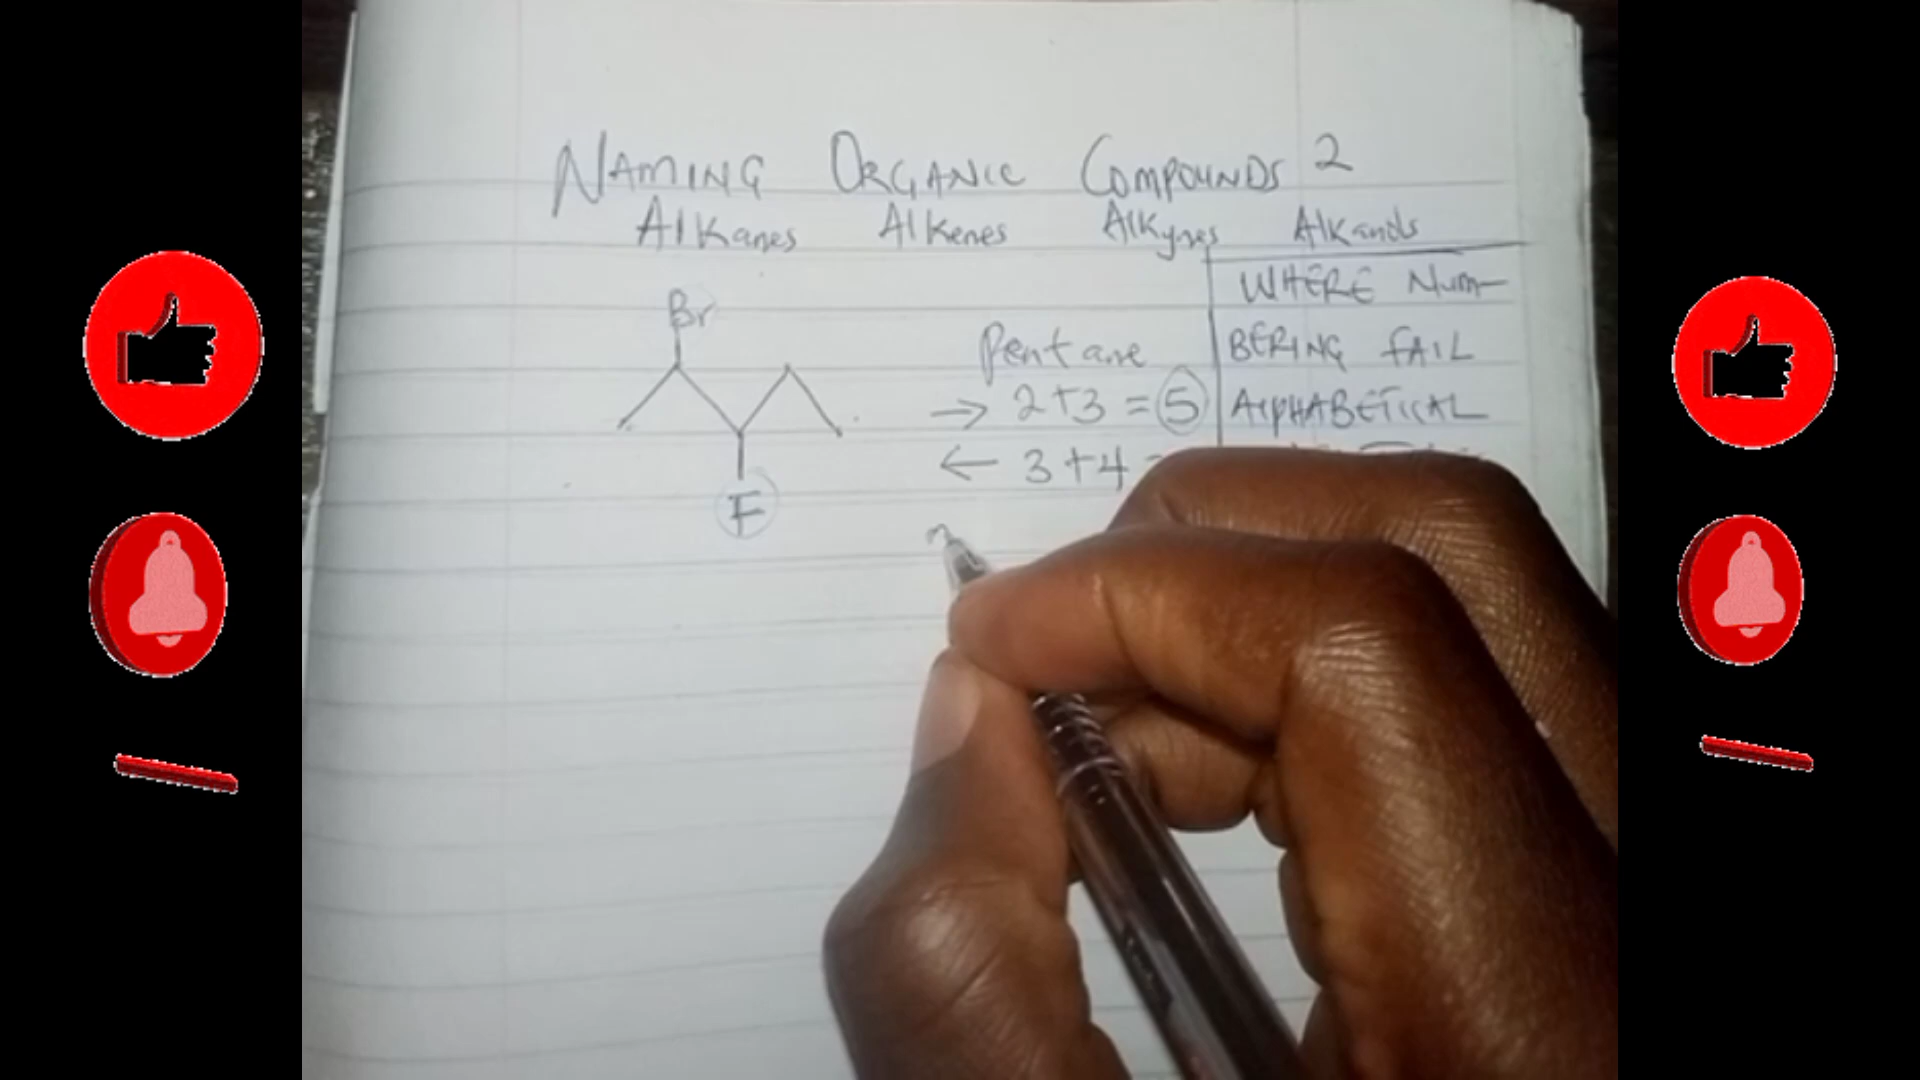 NAMING ORGANIC COMPOUNDS 2
Alkanes Alkenes Alkynes Alkanols
WHERE NUM-
BERING FAIL
ALPHABETICAL
Br
F
Pentane
→ 2+3 = 5
← 3+4